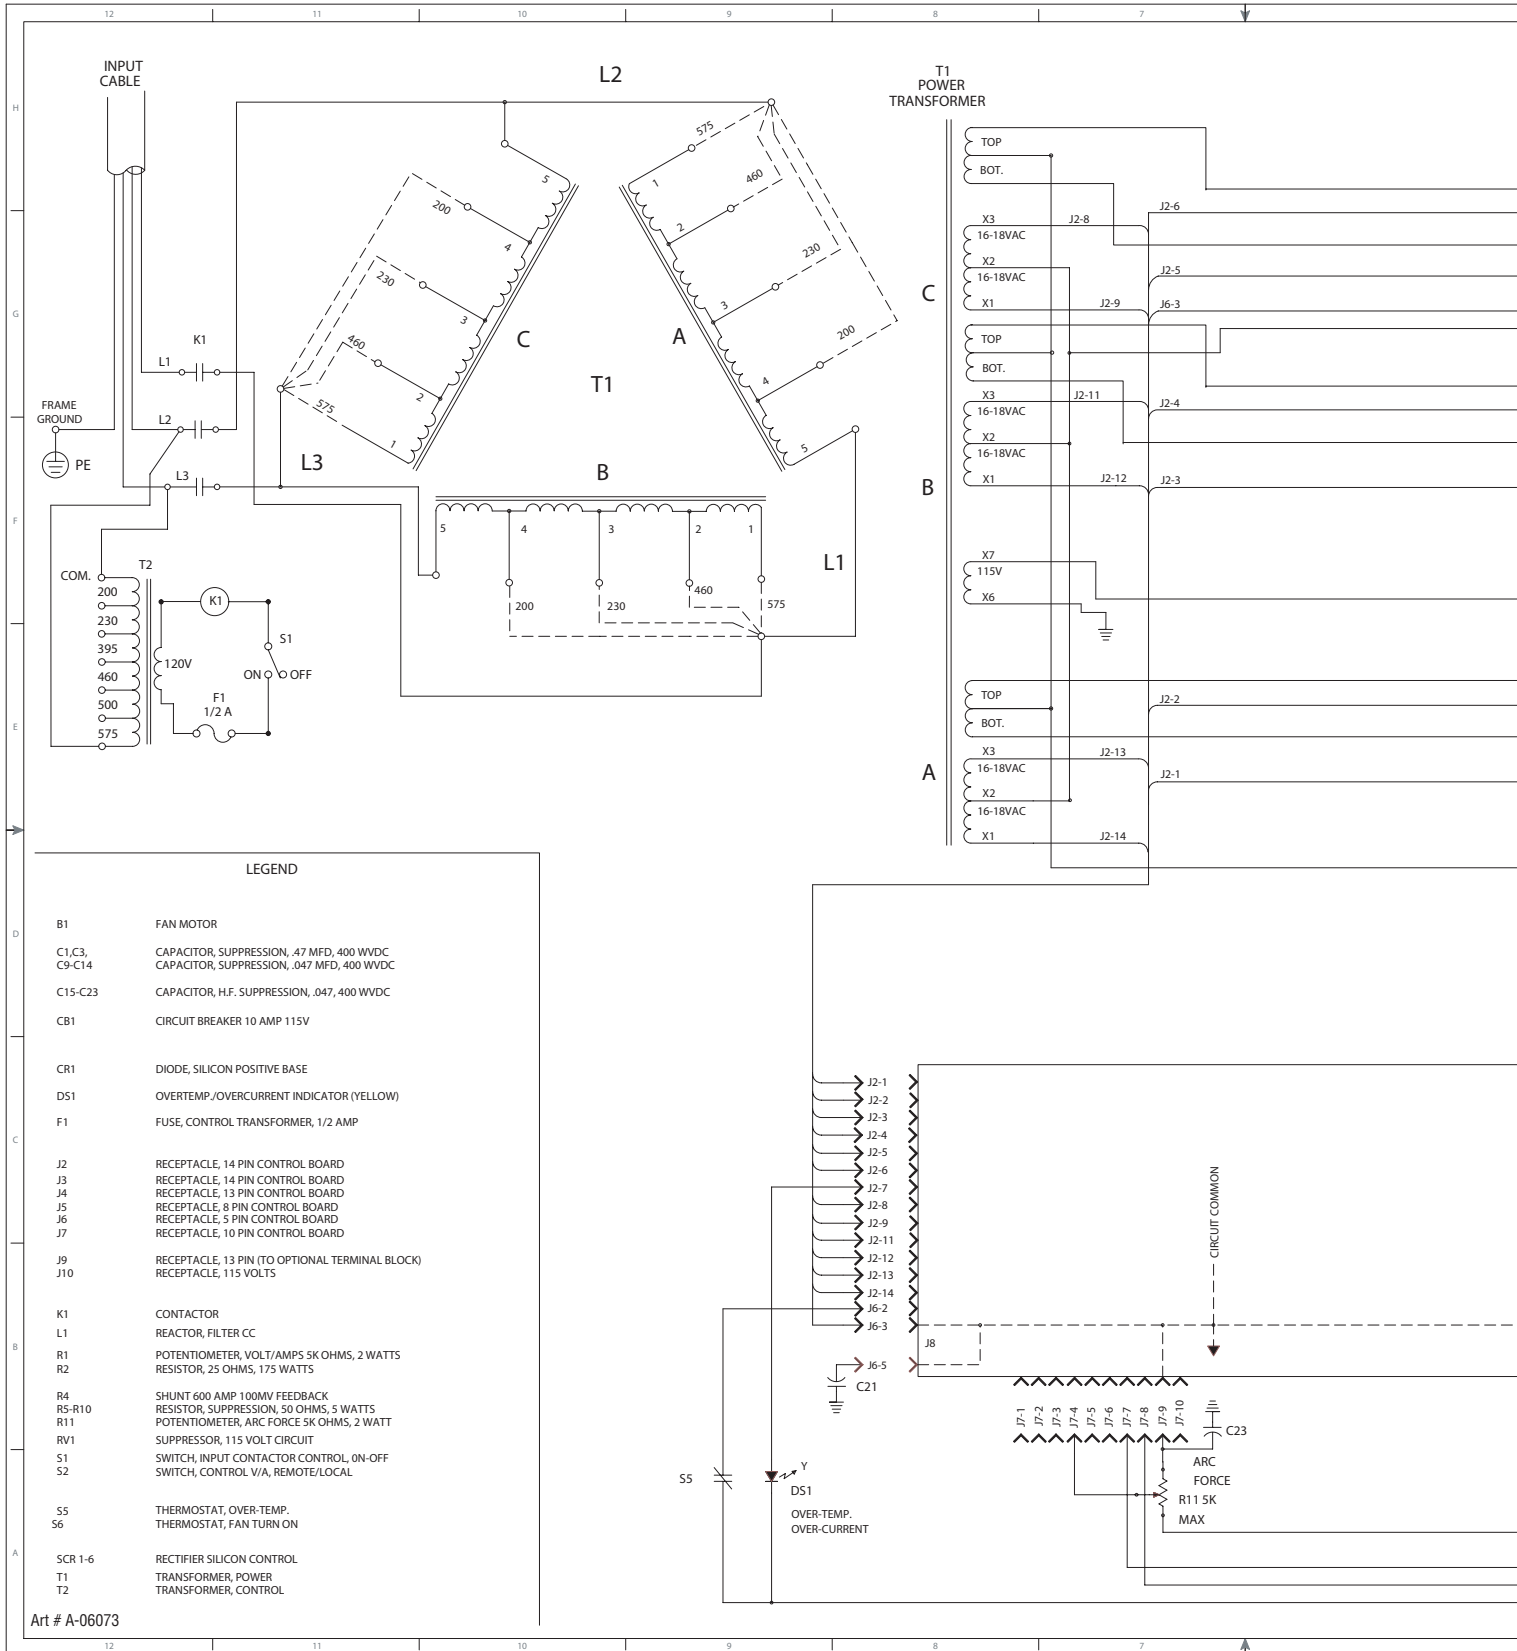 12 11 10 9 8 7
H
G
F
E
D
C
B
A
INPUT
CABLE
L2
T1
POWER
TRANSFORMER
5
200
4
230
3
460
2
575
1
C
575
1
460
2
230
3
200
4
5
A
T1
K1
L1
L2
L3
FRAME
GROUND
PE
L3
B
5
4
3
2
1
200
230
460
575
L1
COM.
T2
200
230
395
460
500
575
120V
K1
S1
ON
OFF
F1
1/2 A
TOP
BOT.
X3
J2-8
16-18VAC
X2
16-18VAC
X1
J2-9
C
J2-6
J2-5
J6-3
TOP
BOT.
X3
J2-11
16-18VAC
X2
16-18VAC
X1
J2-12
B
J2-4
J2-3
X7
115V
X6
TOP
BOT.
J2-2
X3
J2-13
16-18VAC
X2
16-18VAC
X1
J2-14
A
J2-1
LEGEND
B1 FAN MOTOR
C1,C3, CAPACITOR, SUPPRESSION, .47 MFD, 400 WVDC
C9-C14 CAPACITOR, SUPPRESSION, .047 MFD, 400 WVDC
C15-C23 CAPACITOR, H.F. SUPPRESSION, .047, 400 WVDC
CB1 CIRCUIT BREAKER 10 AMP 115V
CR1 DIODE, SILICON POSITIVE BASE
DS1 OVERTEMP./OVERCURRENT INDICATOR (YELLOW)
F1 FUSE, CONTROL TRANSFORMER, 1/2 AMP
J2 RECEPTACLE, 14 PIN CONTROL BOARD
J3 RECEPTACLE, 14 PIN CONTROL BOARD
J4 RECEPTACLE, 13 PIN CONTROL BOARD
J5 RECEPTACLE, 8 PIN CONTROL BOARD
J6 RECEPTACLE, 5 PIN CONTROL BOARD
J7 RECEPTACLE, 10 PIN CONTROL BOARD
J9 RECEPTACLE, 13 PIN (TO OPTIONAL TERMINAL BLOCK)
J10 RECEPTACLE, 115 VOLTS
K1 CONTACTOR
L1 REACTOR, FILTER CC
R1 POTENTIOMETER, VOLT/AMPS 5K OHMS, 2 WATTS
R2 RESISTOR, 25 OHMS, 175 WATTS
R4 SHUNT 600 AMP 100MV FEEDBACK
R5-R10 RESISTOR, SUPPRESSION, 50 OHMS, 5 WATTS
R11 POTENTIOMETER, ARC FORCE 5K OHMS, 2 WATT
RV1 SUPPRESSOR, 115 VOLT CIRCUIT
S1 SWITCH, INPUT CONTACTOR CONTROL, 0N-OFF
S2 SWITCH, CONTROL V/A, REMOTE/LOCAL
S5 THERMOSTAT, OVER-TEMP.
S6 THERMOSTAT, FAN TURN ON
SCR 1-6 RECTIFIER SILICON CONTROL
T1 TRANSFORMER, POWER
T2 TRANSFORMER, CONTROL
Art # A-06073
J2-1
J2-2
J2-3
J2-4
J2-5
J2-6
J2-7
J2-8
J2-9
J2-11
J2-12
J2-13
J2-14
J6-2
J6-3
J6-5
J8
C21
CIRCUIT COMMON
J7-1
J7-2
J7-3
J7-4
J7-5
J7-6
J7-7
J7-8
J7-9
J7-10
C23
ARC
FORCE
R11 5K
MAX
S5
Y
DS1
OVER-TEMP.
OVER-CURRENT
12 11 10 9 8 7